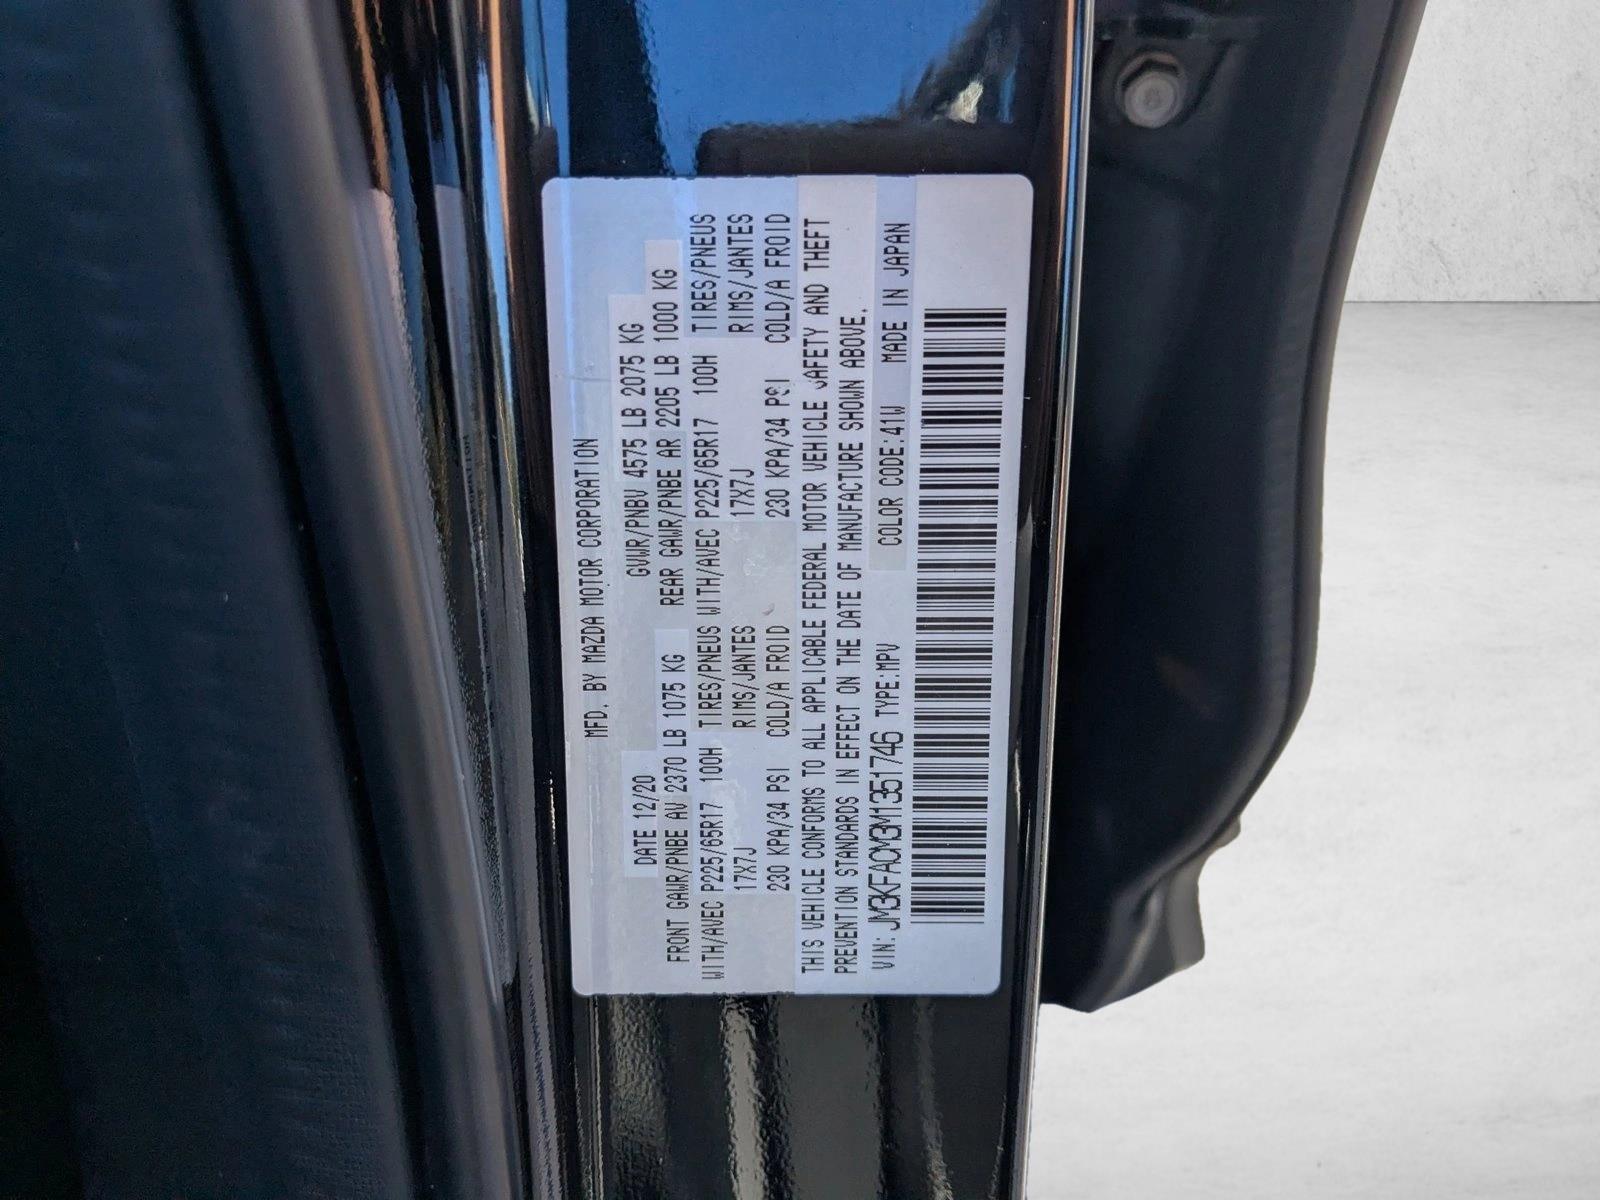 MFD. BY MAZDA MOTOR CORPORATION
DATE 12/20 GVWR/PNBV 4575 LB 2075 KG
FRONT GAWR/PNBE AV 2370 LB 1075 KG REAR GAWR/PNBE AR 2205 LB 1000 KG
WITH/AVEC P225/65R17 100H TIRES/PNEUS WITH/AVEC P225/65R17 100H TIRES/PNEUS
17X7J RIMS/JANTES 17X7J RIMS/JANTES
230 KPA/34 PSI COLD/A FROID 230 KPA/34 PSI COLD/A FROID
THIS VEHICLE CONFORMS TO ALL APPLICABLE FEDERAL MOTOR VEHICLE SAFETY AND THEFT
PREVENTION STANDARDS IN EFFECT ON THE DATE OF MANUFACTURE SHOWN ABOVE.
VIN: JM3KFACM3M1351746 TYPE:MPV COLOR CODE:41W MADE IN JAPAN